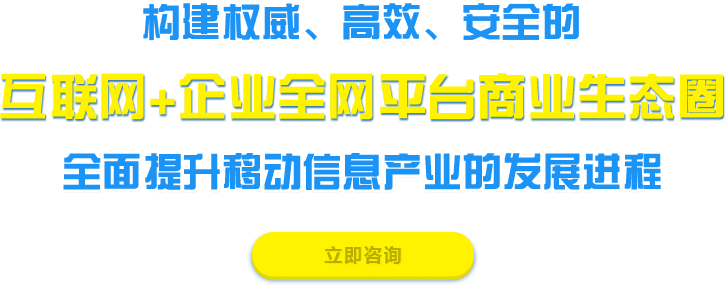 构建权威、高效、安全的
互联网+企业全网平台商业生态圈
全面提升移动信息产业的发展进程
立即咨询